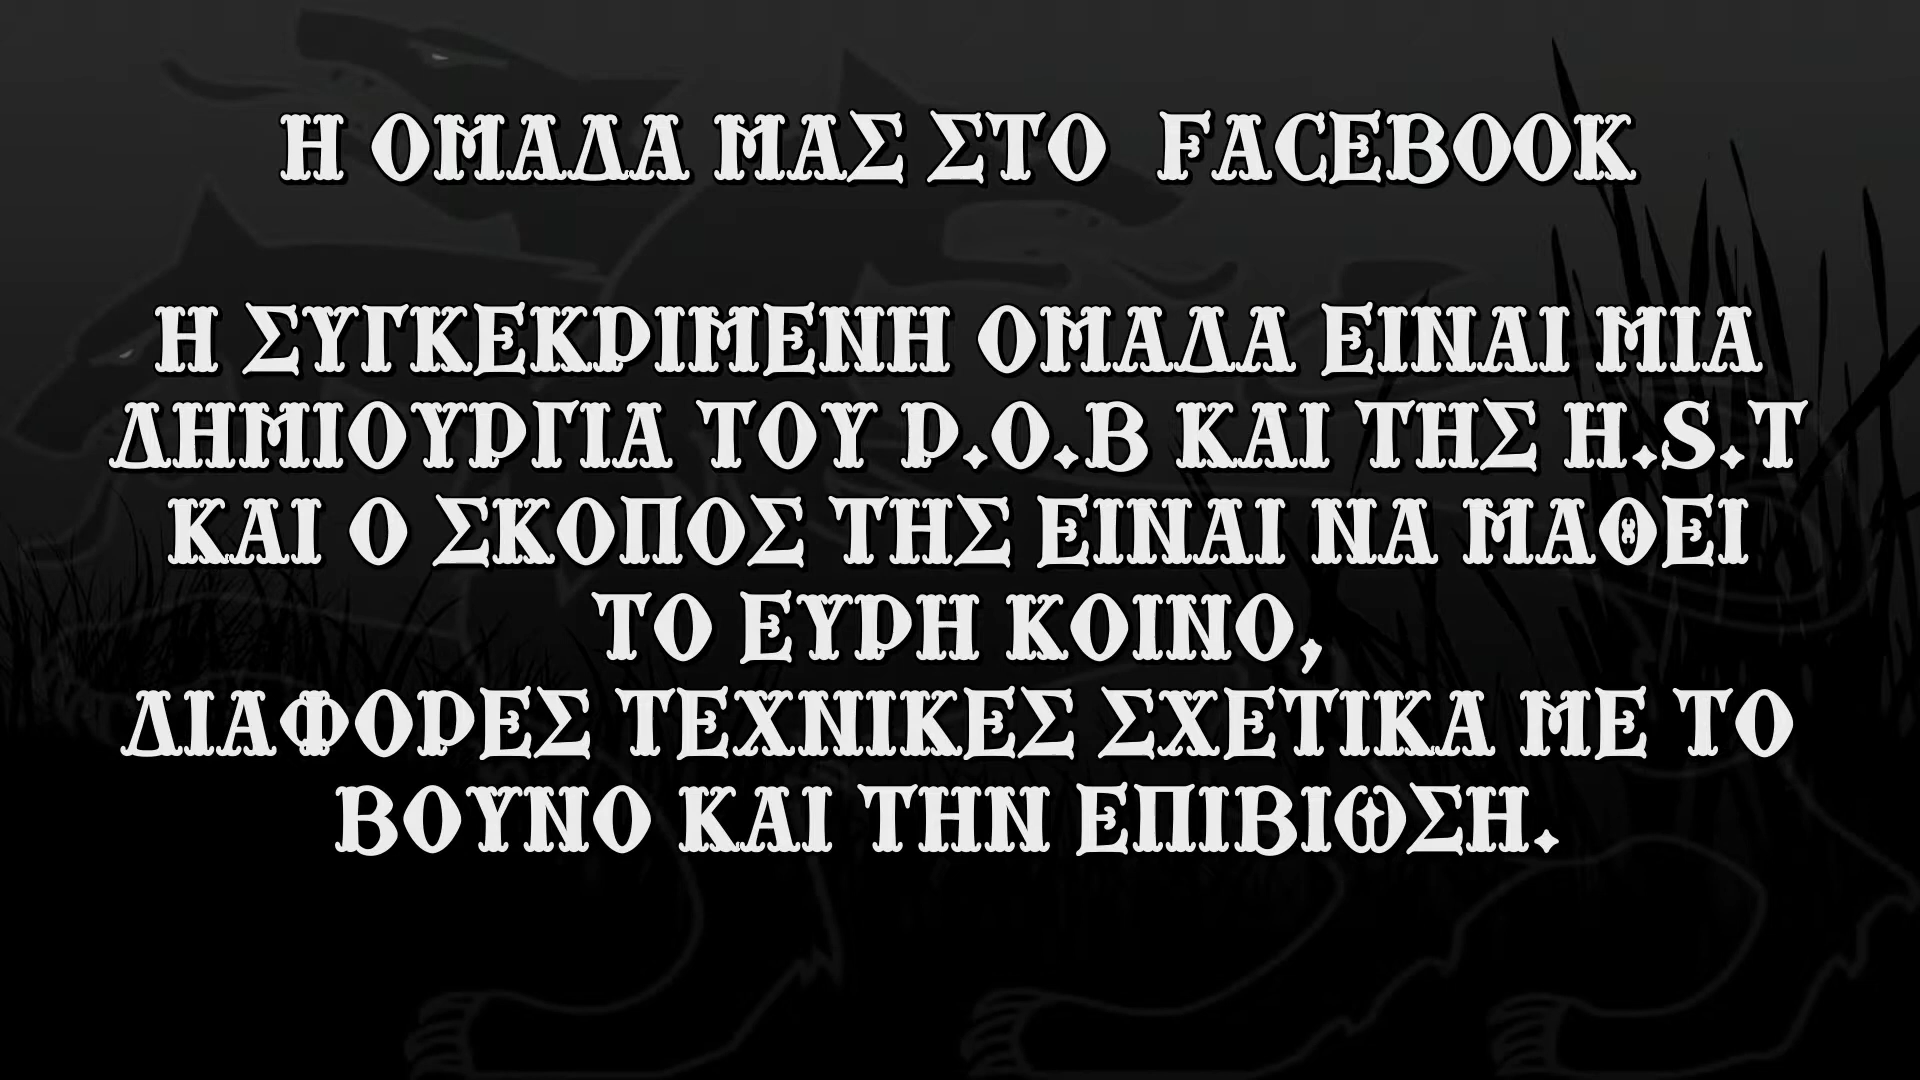 Η ΟΜΑΔΑ ΜΑΣ ΣΤΟ FACEBOOK
Η ΣΥΓΚΕΚΡΙΜΕΝΗ ΟΜΑΔΑ ΕΙΝΑΙ ΜΙΑ
ΔΗΜΙΟΥΡΓΙΑ ΤΟΥ P.O.B ΚΑΙ ΤΗΣ H.S.T
ΚΑΙ Ο ΣΚΟΠΟΣ ΤΗΣ ΕΙΝΑΙ ΝΑ ΜΑΘΕΙ
ΤΟ ΕΥΡΗ ΚΟΙΝΟ,
ΔΙΑΦΟΡΕΣ ΤΕΧΝΙΚΕΣ ΣΧΕΤΙΚΑ ΜΕ ΤΟ
ΒΟΥΝΟ ΚΑΙ ΤΗΝ ΕΠΙΒΙΩΣΗ.